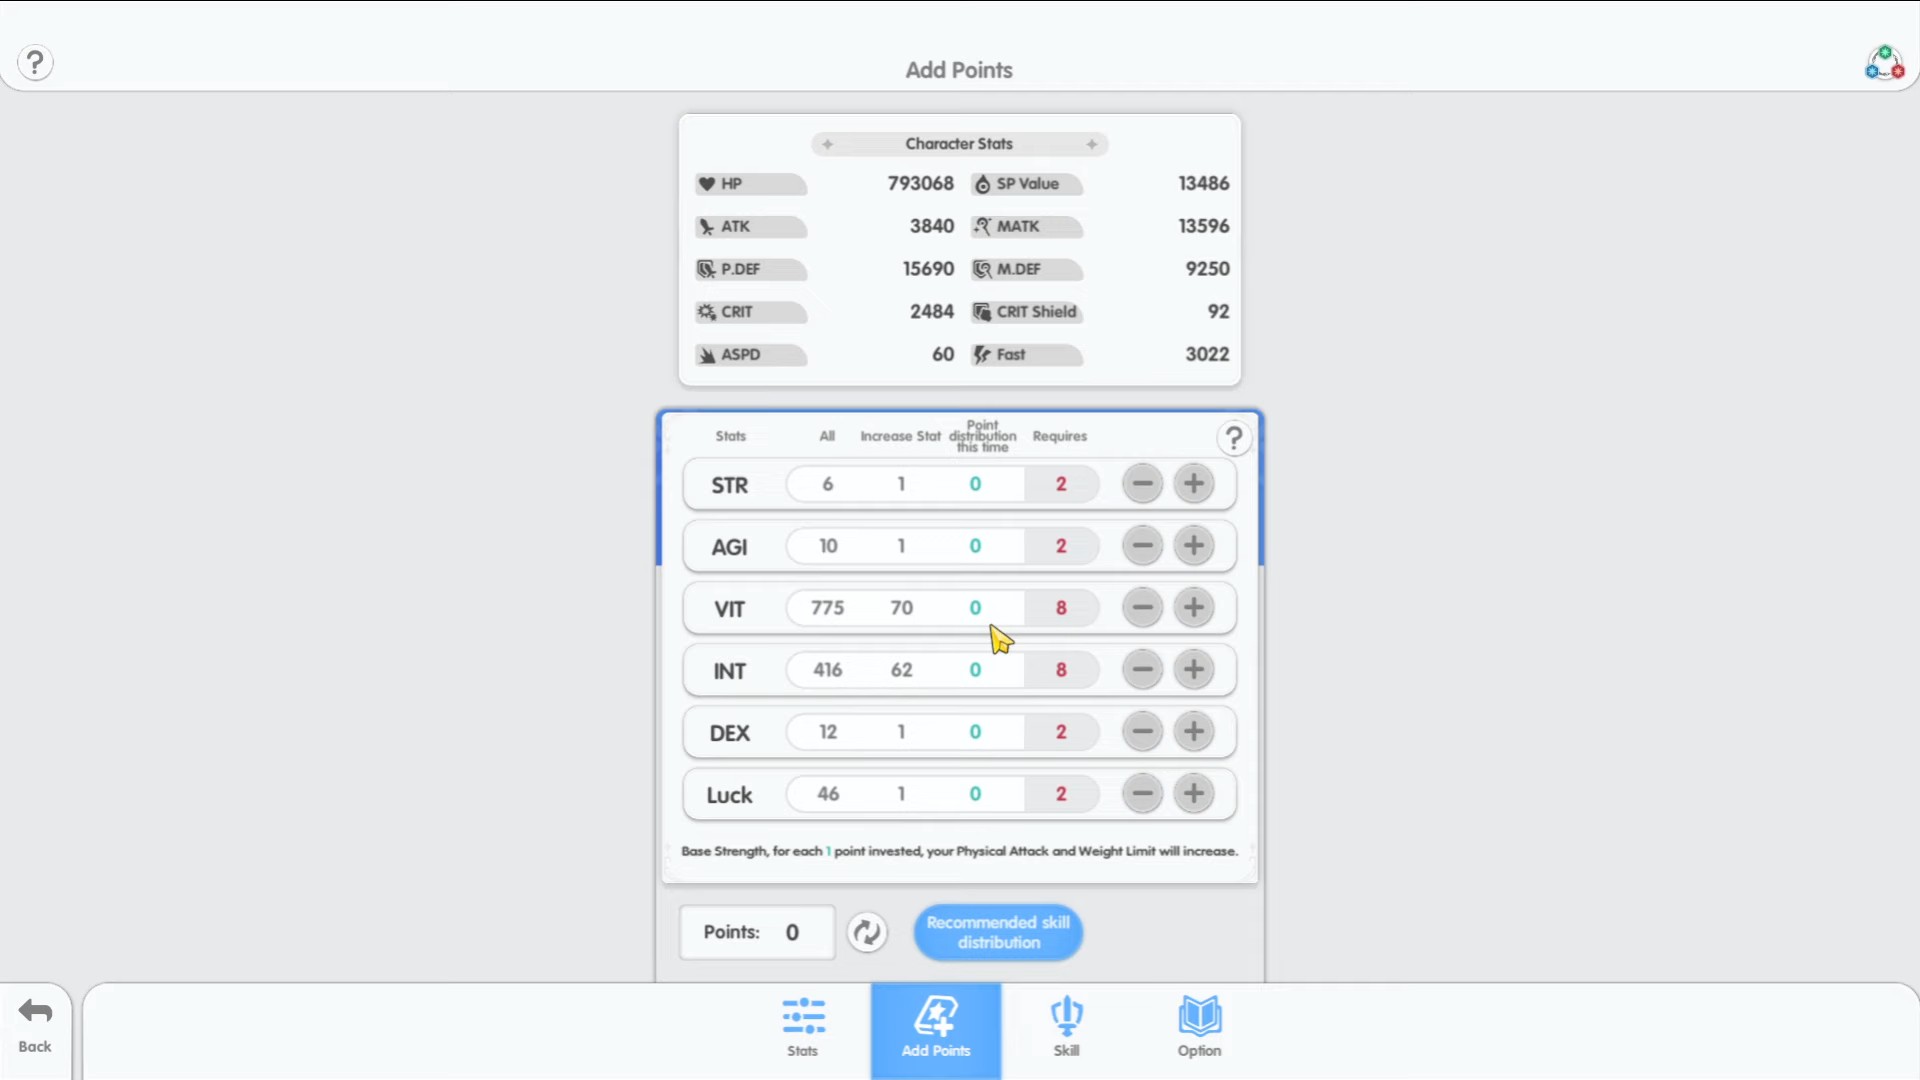 ?
Add Points
Character Stats
HP 793068 SP Value 13486
ATK 3840 MATK 13596
P.DEF 15690 M.DEF 9250
CRIT 2484 CRIT Shield 92
ASPD 60 Fast 3022
Stats All Increase Stat Point distribution this time Requires ?
STR 6 1 0 2
AGI 10 1 0 2
VIT 775 70 0 8
INT 416 62 0 8
DEX 12 1 0 2
Luck 46 1 0 2
Base Strength, for each 1 point invested, your Physical Attack and Weight Limit will increase.
Points: 0
Recommended skill
distribution
Back
Stats
Add Points
Skill
Option